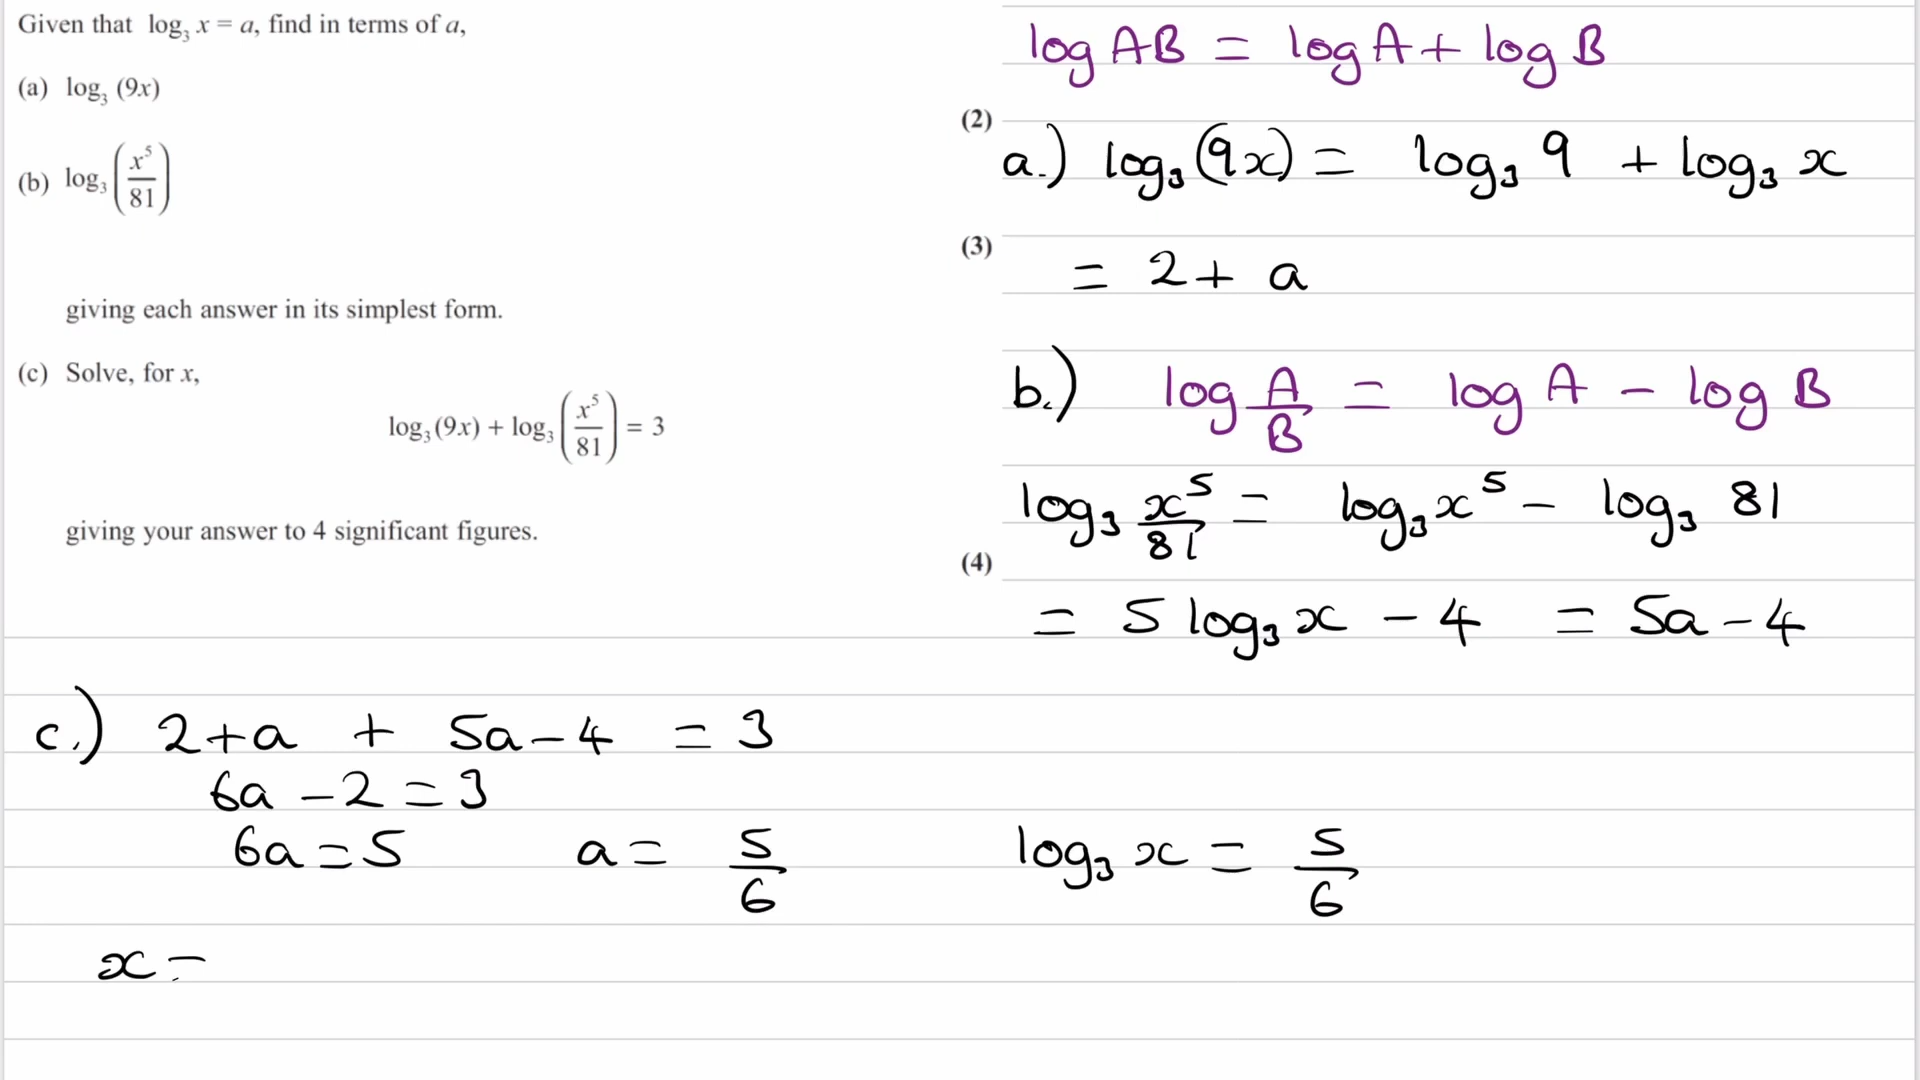 Given that log₃ x = a, find in terms of a,
(a) log₃ (9x)
(2)
(b) log₃ (x⁵/81)
(3)
giving each answer in its simplest form.
(c) Solve, for x,
log₃(9x) + log₃(x⁵/81) = 3
giving your answer to 4 significant figures.
(4)
log AB = log A + log B
a.) log₃(9x) = log₃ 9 + log₃ x
= 2 + a
b.) log A/B = log A − log B
log₃ x⁵/81 = log₃ x⁵ − log₃ 81
= 5 log₃ x − 4 = 5a − 4
c.) 2 + a + 5a − 4 = 3
6a − 2 = 3
6a = 5 a = 5/6 log₃ x = 5/6
x =